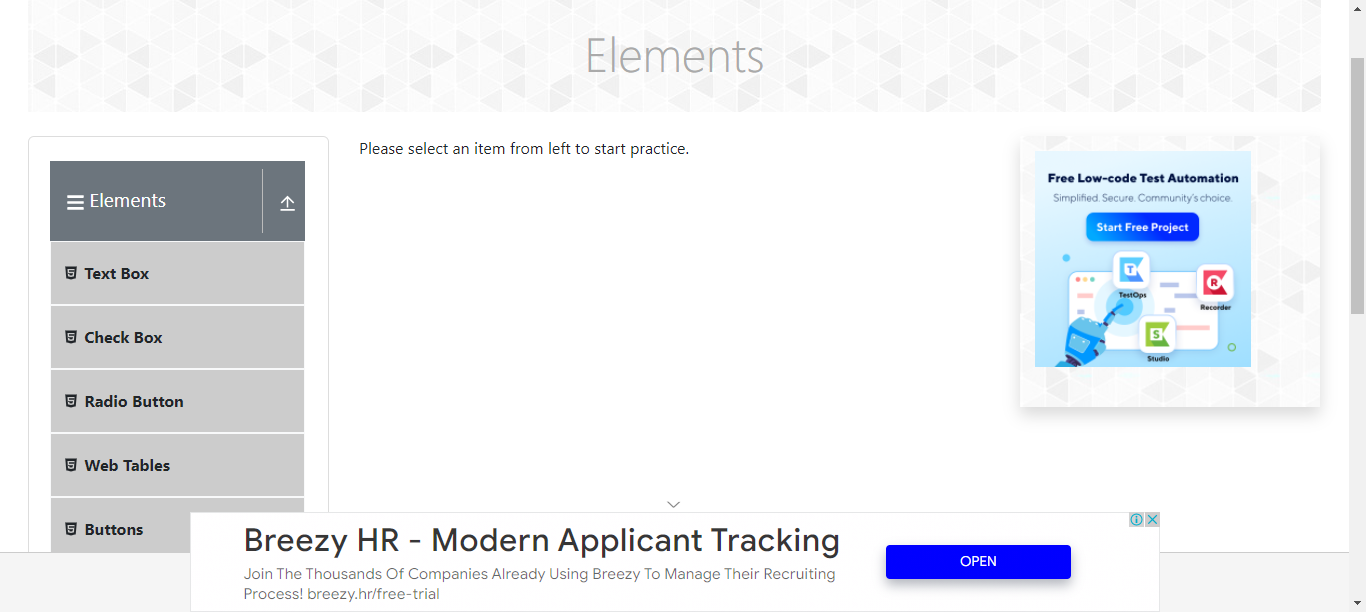 Elements
Elements
Text Box
Check Box
Radio Button
Web Tables
Buttons
Please select an item from left to start practice.
Free Low-code Test Automation
Simplified. Secure. Community's choice.
Start Free Project
T
TestOps
R
Recorder
S
Studio
Breezy HR - Modern Applicant Tracking
Join The Thousands Of Companies Already Using Breezy To Manage Their Recruiting
Process! breezy.hr/free-trial
OPEN